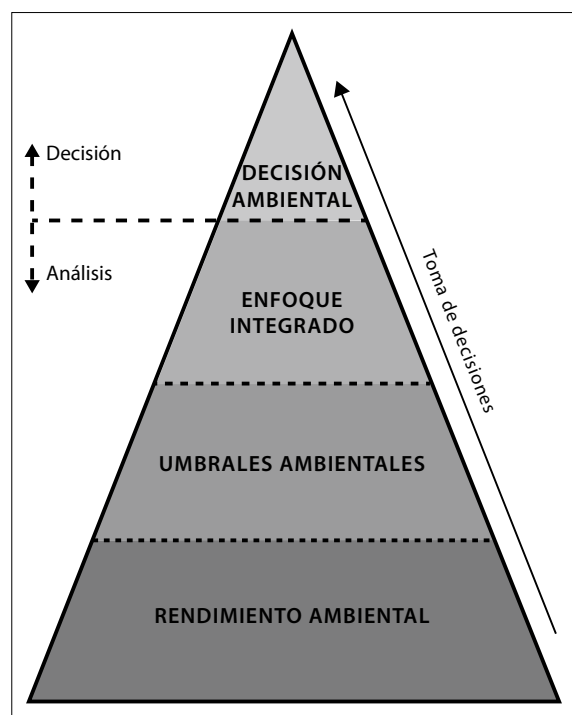 Decisión
Análisis
DECISIÓN
AMBIENTAL
ENFOQUE
INTEGRADO
UMBRALES AMBIENTALES
RENDIMIENTO AMBIENTAL
Toma de decisiones